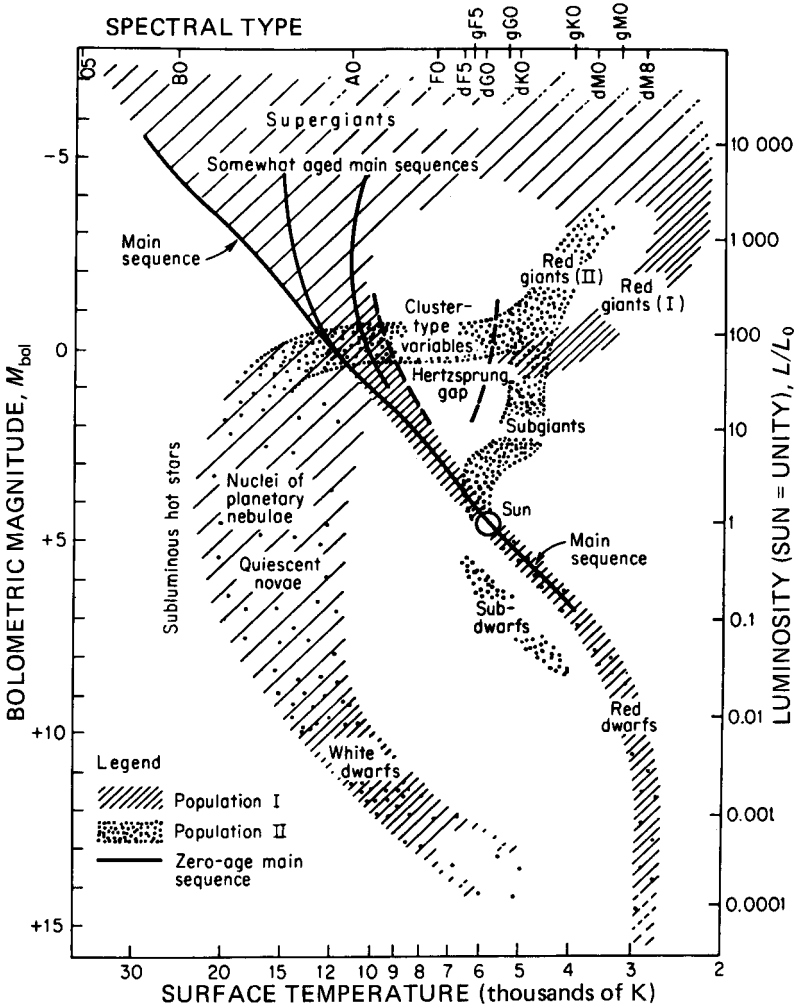 SPECTRAL TYPE
O5
B0
A0
F0
dF5
gF5
dG0
gG0
dK0
gK0
dM0
gM0
dM8
Supergiants
Somewhat aged main sequences
Main
sequence
Red
giants (II)
Red
giants (I)
Cluster-
type
variables
Hertzsprung
gap
Subgiants
Nuclei of
planetary
nebulae
Quiescent
novae
Subluminous hot stars
Sun
Main
sequence
Sub-
dwarfs
Red
dwarfs
White
dwarfs
Legend
Population I
Population II
Zero-age main
sequence
BOLOMETRIC MAGNITUDE, Mbol
-5
0
+5
+10
+15
LUMINOSITY (SUN = UNITY), L/L0
10 000
1 000
100
10
1
0.1
0.01
0.001
0.0001
30 20 12 10 9 8 7 6 5 4 3 2
SURFACE TEMPERATURE (thousands of K)